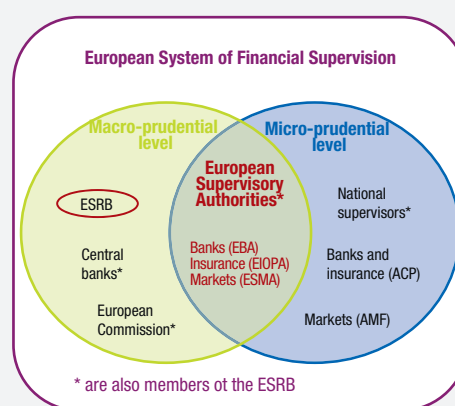 European System of Financial Supervision
Macro-prudential
level
Micro-prudential
level
European
Supervisory
Authorities*
Banks (EBA)
Insurance (EIOPA)
Markets (ESMA)
ESRB
Central
banks*
European
Commission*
National
supervisors*
Banks and
insurance (ACP)
Markets (AMF)
* are also members ot the ESRB